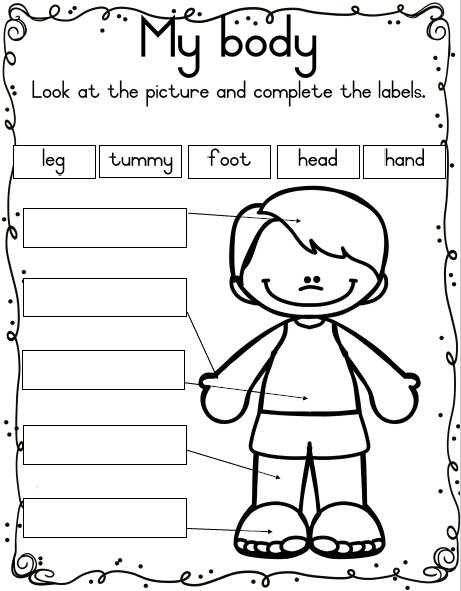 My body
Look at the picture and complete the labels.
leg tummy foot head hand